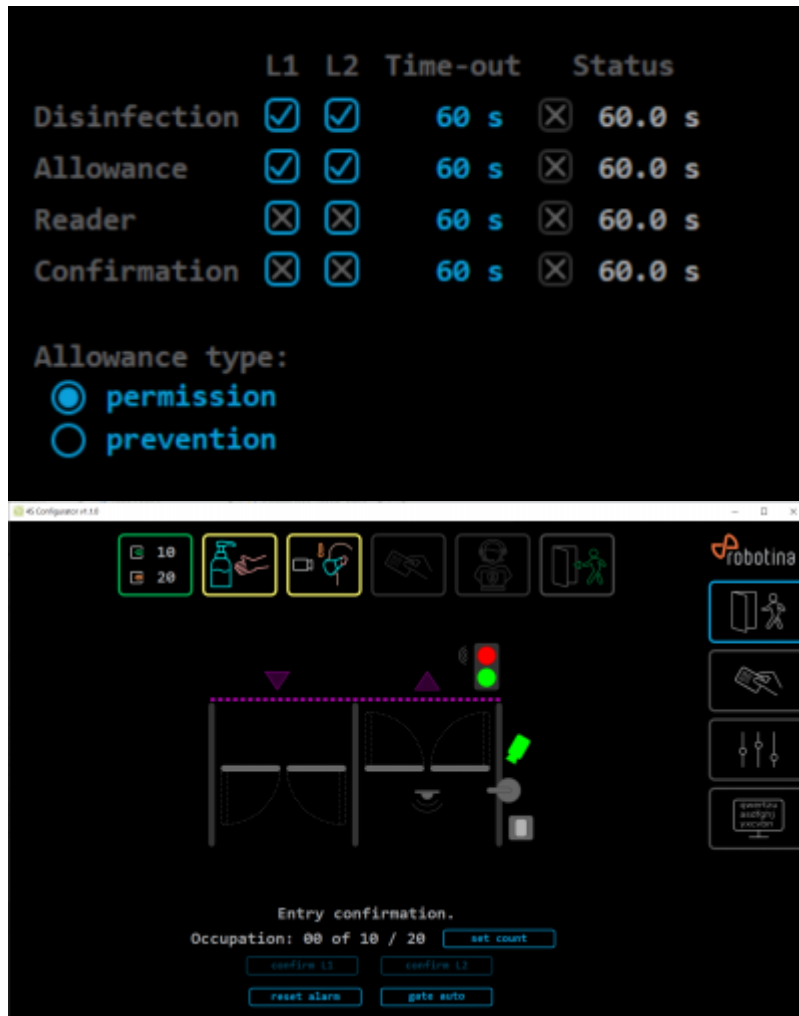 L1 L2 Time-out Status
Disinfection 60 s 60.0 s
Allowance 60 s 60.0 s
Reader 60 s 60.0 s
Confirmation 60 s 60.0 s
Allowance type:
permission
prevention
4S Configurator v1.1.0
10
20
robotina
Entry confirmation.
Occupation: 00 of 10 / 20 set count
confirm L1 confirm L2
reset alarm gate auto